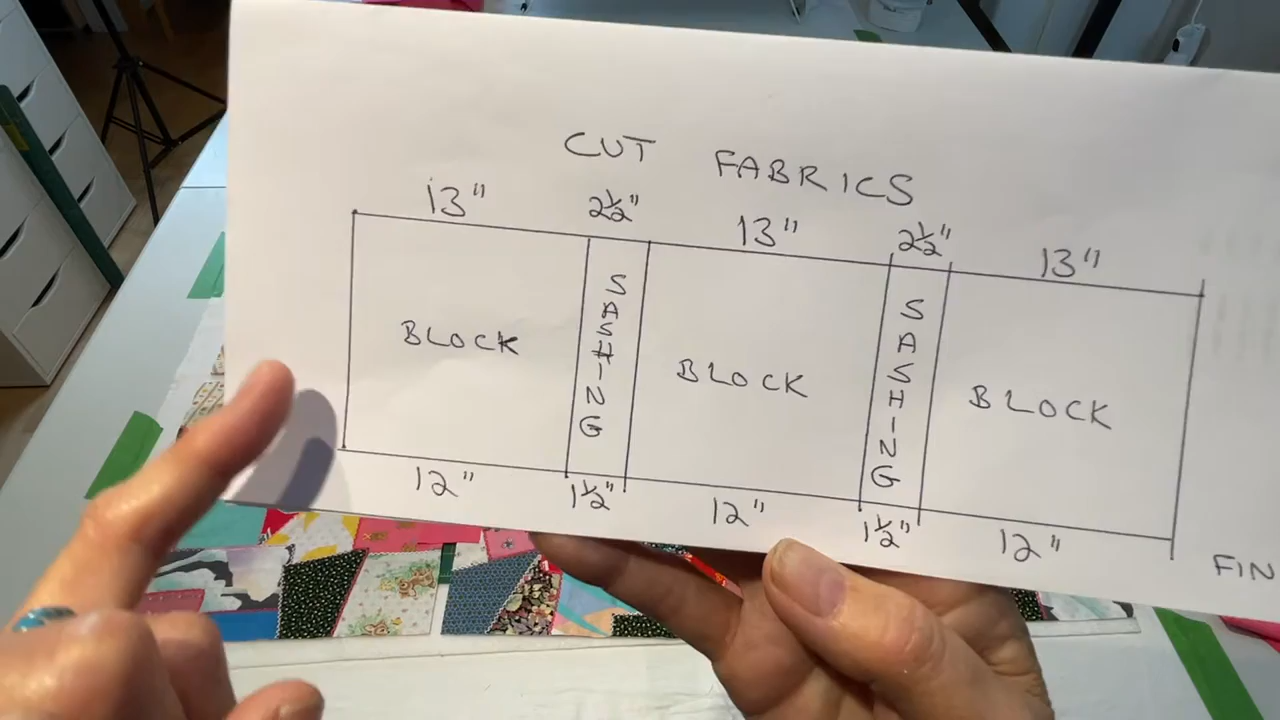 CUT FABRICS
13" 2½" 13" 2½" 13"
BLOCK SASHING BLOCK SASHING BLOCK
12" 1½" 12" 1½" 12"
FIN